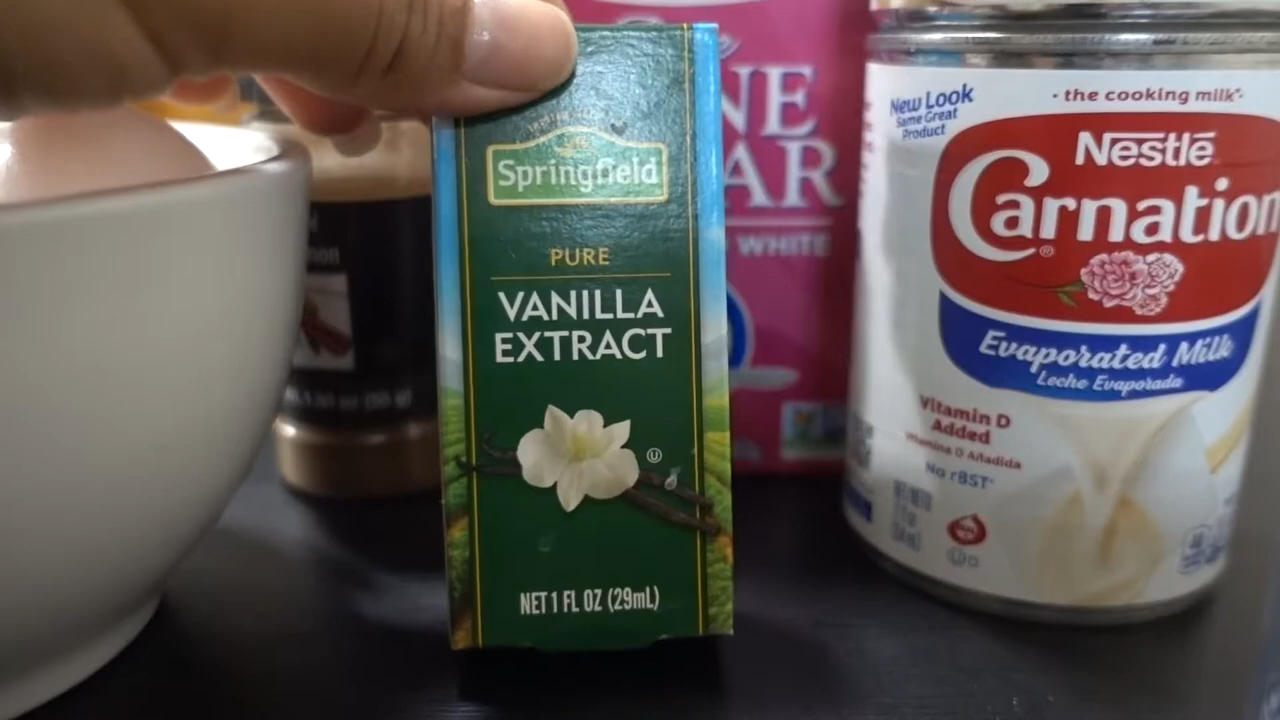 Springfield
PURE
VANILLA
EXTRACT
U
NET 1 FL OZ (29mL)
NE
AR
WHITE
New Look
Same Great
Product
• the cooking milk
Nestlé
Carnation
®
Evaporated Milk
Leche Evaporada
Vitamin D
Added
Vitamina D Añadida
No rBST